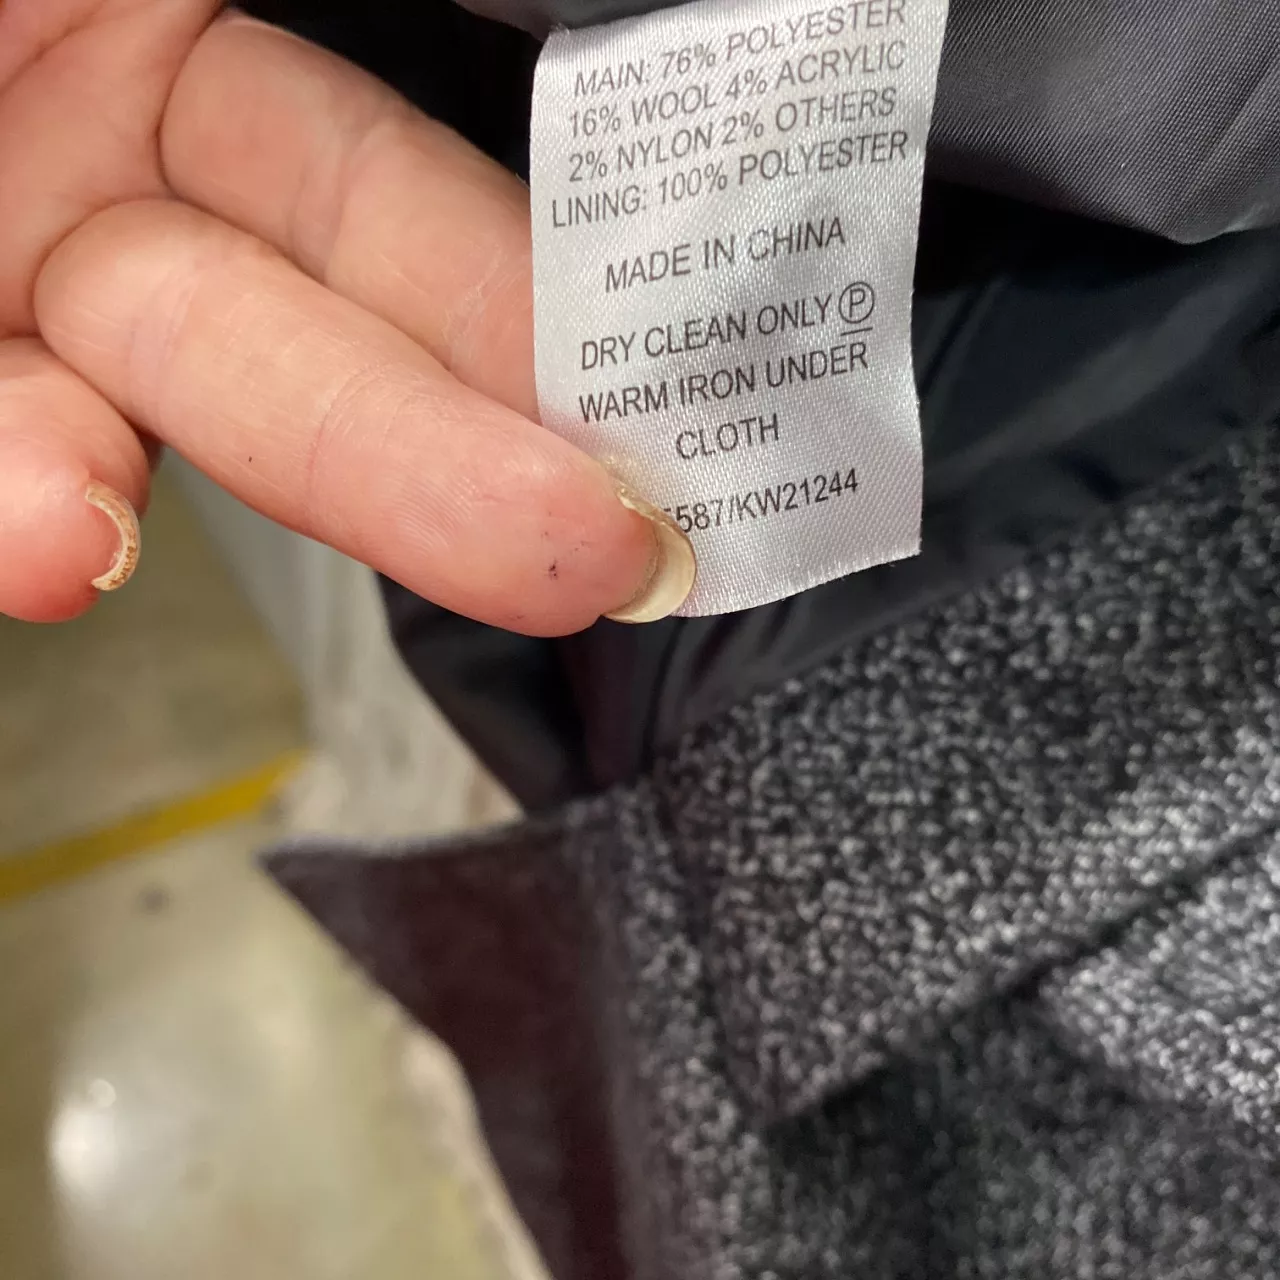 MAIN: 76% POLYESTER
16% WOOL 4% ACRYLIC
2% NYLON 2% OTHERS
LINING: 100% POLYESTER
MADE IN CHINA
DRY CLEAN ONLY Ⓟ
WARM IRON UNDER
CLOTH
587/KW21244